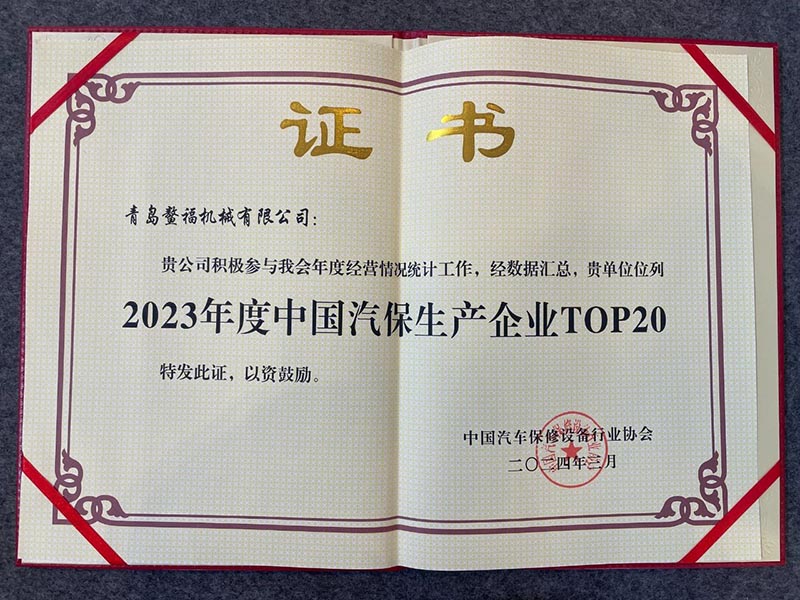 证书
青岛鳌福机械有限公司：
贵公司积极参与我会年度经营情况统计工作，经数据汇总，贵单位位列
2023年度中国汽保生产企业TOP20
特发此证，以资鼓励。
中国汽车保修设备行业协会
二〇二四年三月